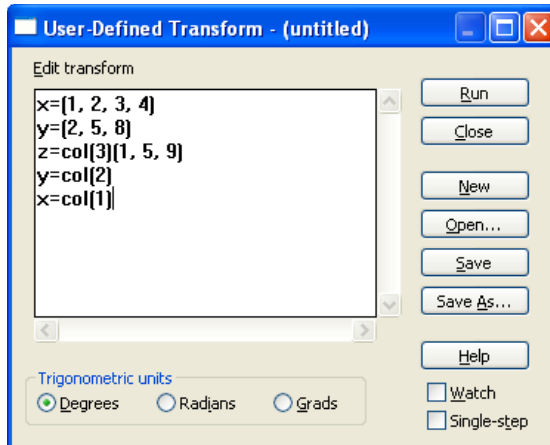 User-Defined Transform - (untitled)
Edit transform
x=(1, 2, 3, 4)
y=(2, 5, 8)
z=col(3)(1, 5, 9)
y=col(2)
x=col(1)
Run
Close
New
Open...
Save
Save As...
Help
Trigonometric units
Degrees Radians Grads
Watch
Single-step